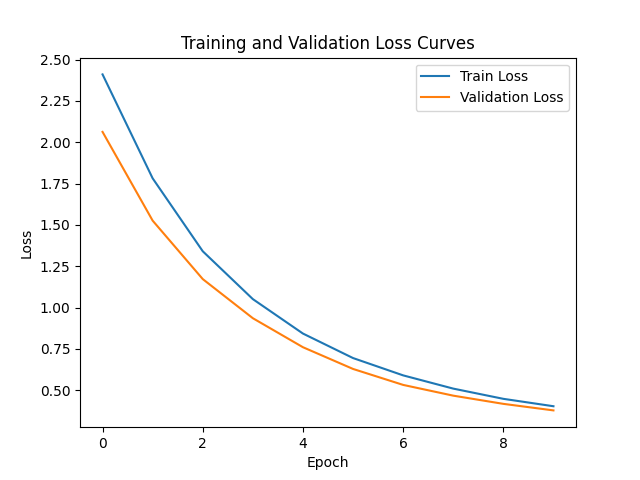 Training and Validation Loss Curves
Train Loss
Validation Loss
2.50
2.25
2.00
1.75
1.50
1.25
1.00
0.75
0.50
Loss
0 2 4 6 8
Epoch